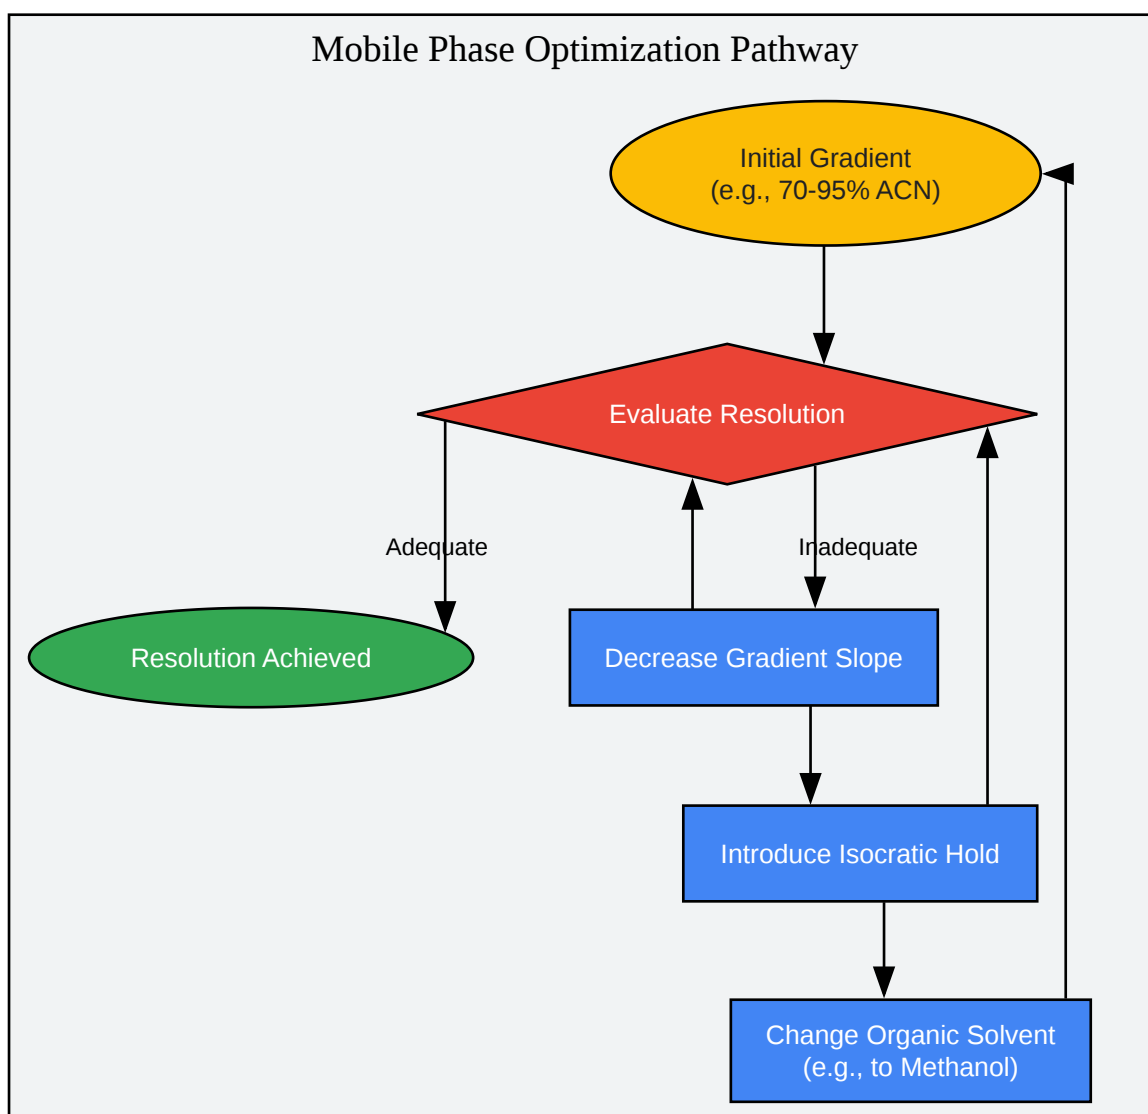 Mobile Phase Optimization Pathway
Initial Gradient
(e.g., 70-95% ACN)
Evaluate Resolution
Adequate
Inadequate
Resolution Achieved
Decrease Gradient Slope
Introduce Isocratic Hold
Change Organic Solvent
(e.g., to Methanol)